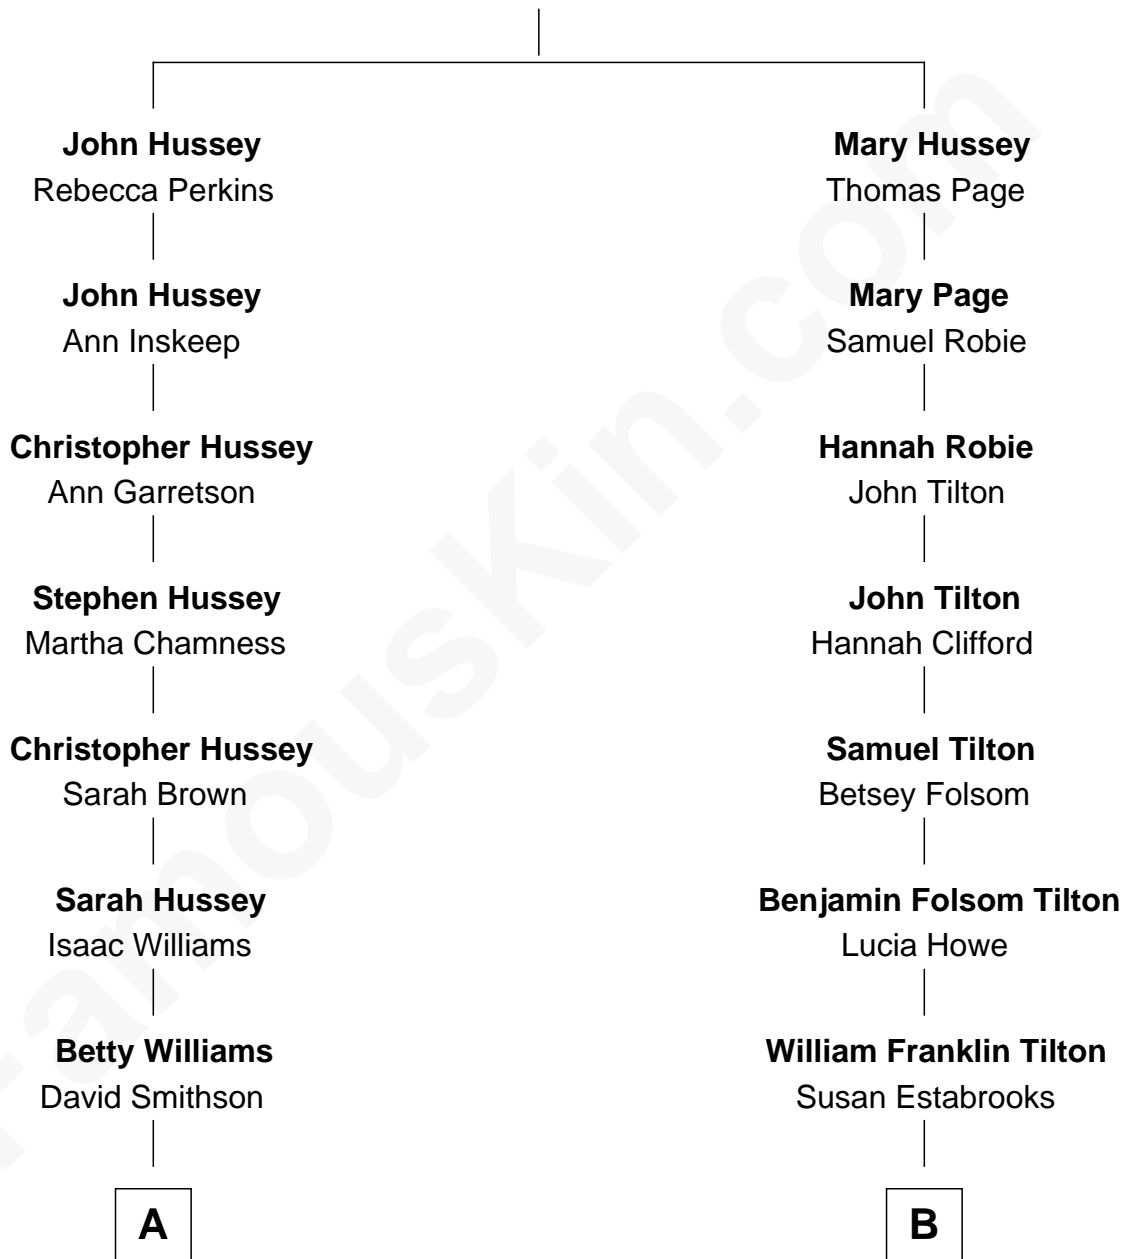 John Hussey
Rebecca Perkins
John Hussey
Ann Inskeep
Christopher Hussey
Ann Garretson
Stephen Hussey
Martha Chamness
Christopher Hussey
Sarah Brown
Sarah Hussey
Isaac Williams
Betty Williams
David Smithson
A
Mary Hussey
Thomas Page
Mary Page
Samuel Robie
Hannah Robie
John Tilton
John Tilton
Hannah Clifford
Samuel Tilton
Betsey Folsom
Benjamin Folsom Tilton
Lucia Howe
William Franklin Tilton
Susan Estabrooks
B
FamousKin.com